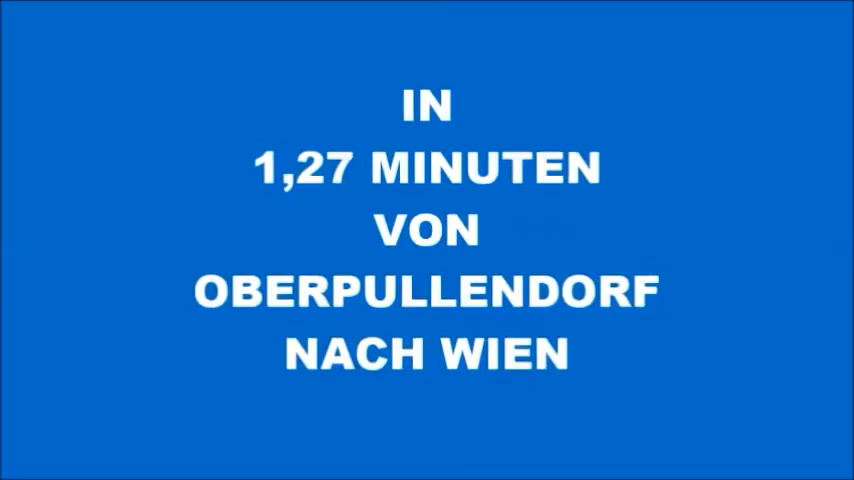 IN
1,27 MINUTEN
VON
OBERPULLENDORF
NACH WIEN